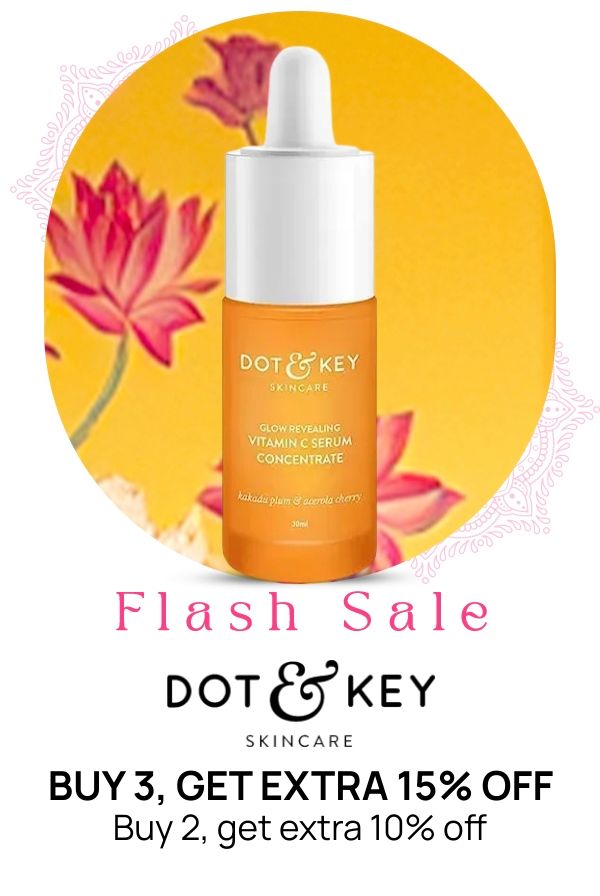 DOT & KEY
SKINCARE
GLOW REVEALING
VITAMIN C SERUM
CONCENTRATE
kakadu plum & acerola cherry
30ml
Flash Sale
DOT & KEY
SKINCARE
BUY 3, GET EXTRA 15% OFF
Buy 2, get extra 10% off